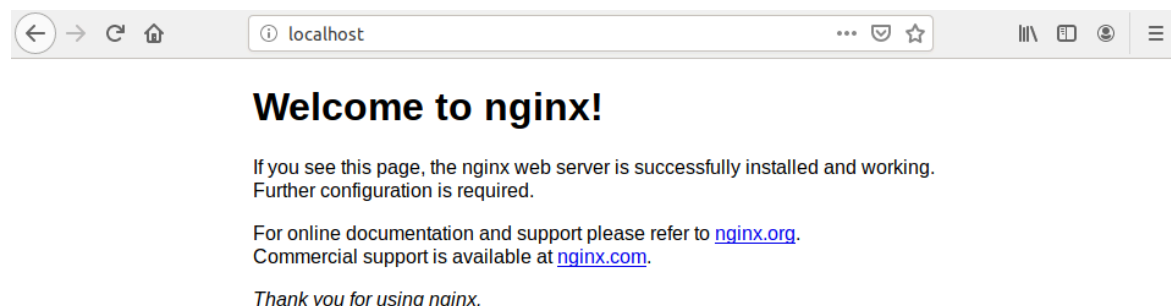 localhost
Welcome to nginx!
If you see this page, the nginx web server is successfully installed and working.
Further configuration is required.
For online documentation and support please refer to nginx.org.
Commercial support is available at nginx.com.
Thank you for using nginx.